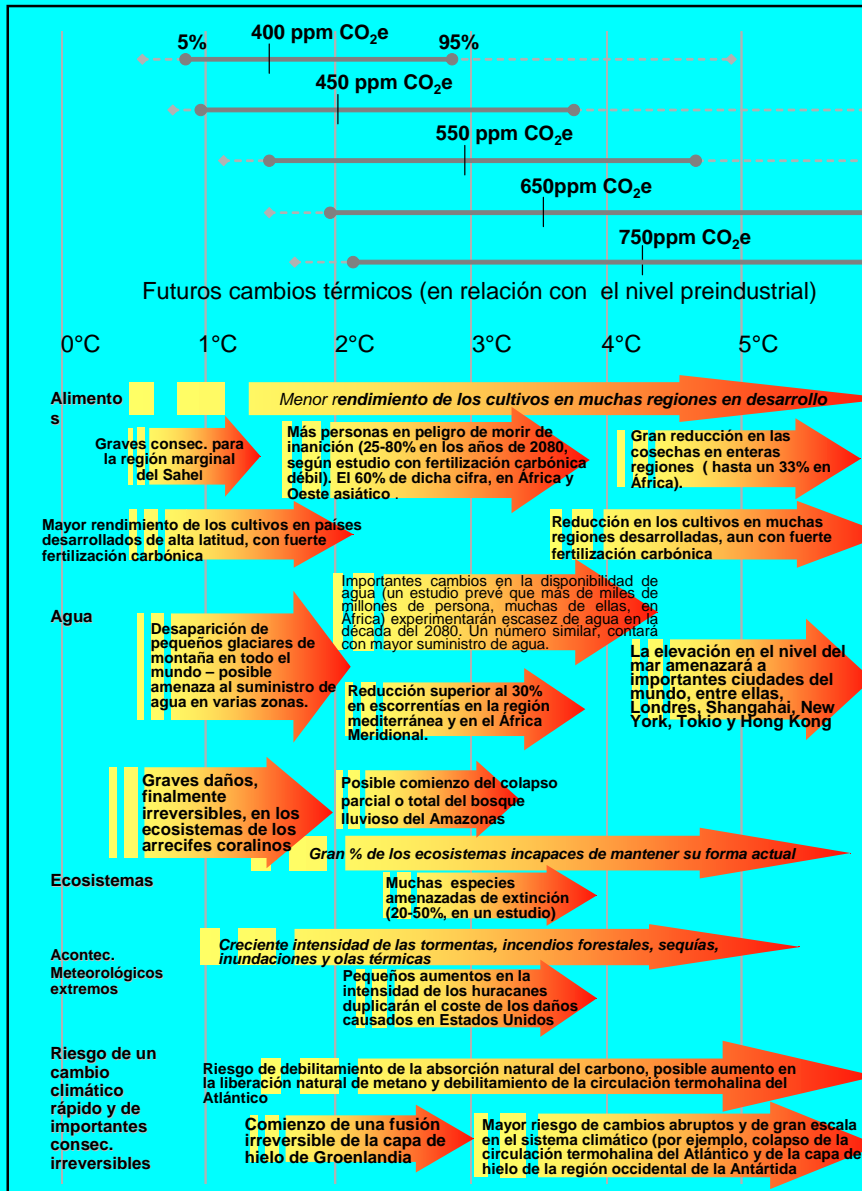 400 ppm CO₂e
5%
95%
450 ppm CO₂e
550 ppm CO₂e
650ppm CO₂e
750ppm CO₂e
Futuros cambios térmicos (en relación con el nivel preindustrial)
0°C 1°C 2°C 3°C 4°C 5°C
Alimento
s
Menor rendimiento de los cultivos en muchas regiones en desarrollo
Graves consec. para
la región marginal
del Sahel
Más personas en peligro de morir de
inanición (25-80% en los años de 2080,
según estudio con fertilización carbónica
débil). El 60% de dicha cifra, en África y
Oeste asiático .
Gran reducción en las
cosechas en enteras
regiones ( hasta un 33% en
África).
Mayor rendimiento de los cultivos en países
desarrollados de alta latitud, con fuerte
fertilización carbónica
Reducción en los cultivos en muchas
regiones desarrolladas, aun con fuerte
fertilización carbónica
Agua
Desaparición de
pequeños glaciares de
montaña en todo el
mundo – posible
amenaza al suministro de
agua en varias zonas.
Importantes cambios en la disponibilidad de
agua (un estudio prevé que más de miles de
millones de persona, muchas de ellas, en
África) experimentarán escasez de agua en la
década del 2080. Un número similar, contará
con mayor suministro de agua.
Reducción superior al 30%
en escorrentías en la región
mediterránea y en el África
Meridional.
La elevación en el nivel del
mar amenazará a
importantes ciudades del
mundo, entre ellas,
Londres, Shangahái, New
York, Tokio y Hong Kong
Graves daños,
finalmente
irreversibles, en los
ecosistemas de los
arrecifes coralinos
Posible comienzo del colapso
parcial o total del bosque
lluvioso del Amazonas
Gran % de los ecosistemas incapaces de mantener su forma actual
Ecosistemas
Muchas especies
amenazadas de extinción
(20-50%, en un estudio)
Acontec.
Meteorológicos
extremos
Creciente intensidad de las tormentas, incendios forestales, sequías,
inundaciones y olas térmicas
Pequeños aumentos en la
intensidad de los huracanes
duplicarán el coste de los daños
causados en Estados Unidos
Riesgo de un
cambio
climático
rápido y de
importantes
consec.
irreversibles
Riesgo de debilitamiento de la absorción natural del carbono, posible aumento en
la liberación natural de metano y debilitamiento de la circulación termohalina del
Atlántico
Comienzo de una fusión
irreversible de la capa de
hielo de Groenlandia
Mayor riesgo de cambios abruptos y de gran escala
en el sistema climático (por ejemplo, colapso de la
circulación termohalina del Atlántico y de la capa de
hielo de la región occidental de la Antártida